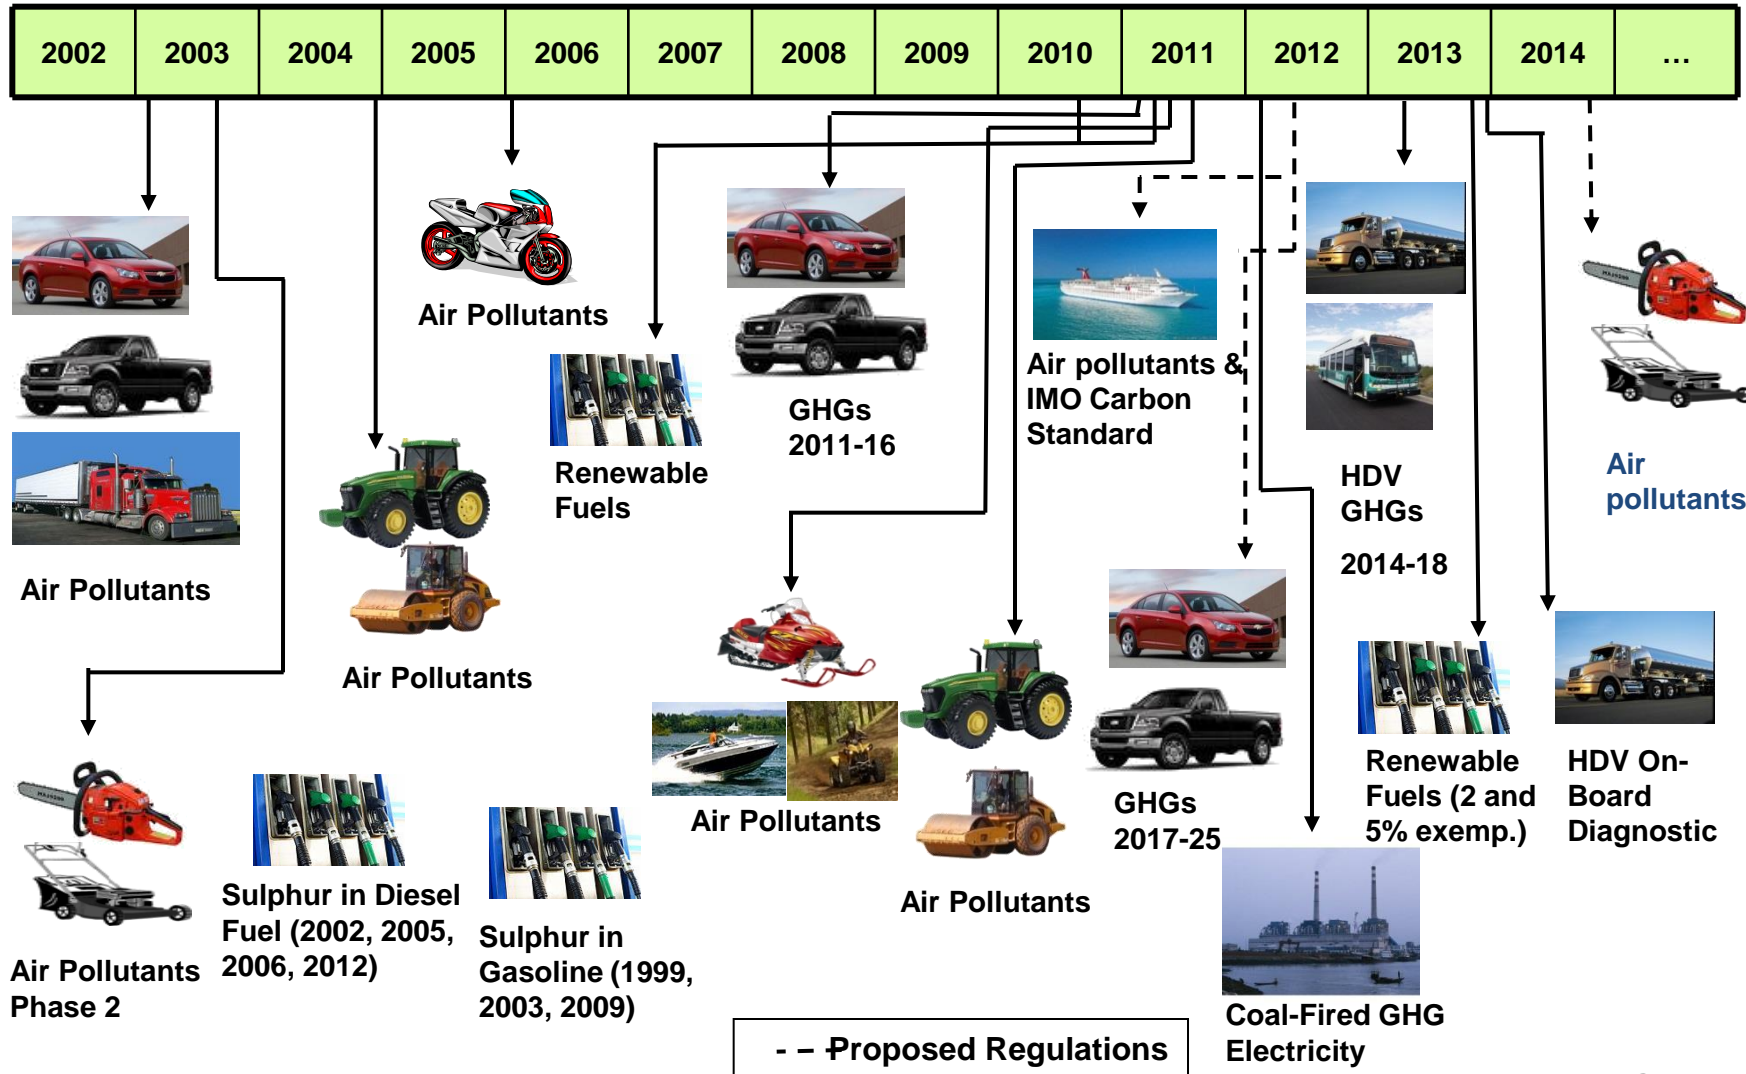 2002 2003 2004 2005 2006 2007 2008 2009 2010 2011 2012 2013 2014 ...
Air Pollutants
Air Pollutants
Phase 2
Sulphur in Diesel
Fuel (2002, 2005,
2006, 2012)
Air Pollutants
Air Pollutants
Sulphur in
Gasoline (1999,
2003, 2009)
Renewable
Fuels
GHGs
2011-16
Air Pollutants
Air Pollutants
Air pollutants &
IMO Carbon
Standard
GHGs
2017-25
Coal-Fired GHG
Electricity
HDV
GHGs
2014-18
Renewable
Fuels (2 and
5% exemp.)
HDV On-
Board
Diagnostic
Air
pollutants
Proposed Regulations